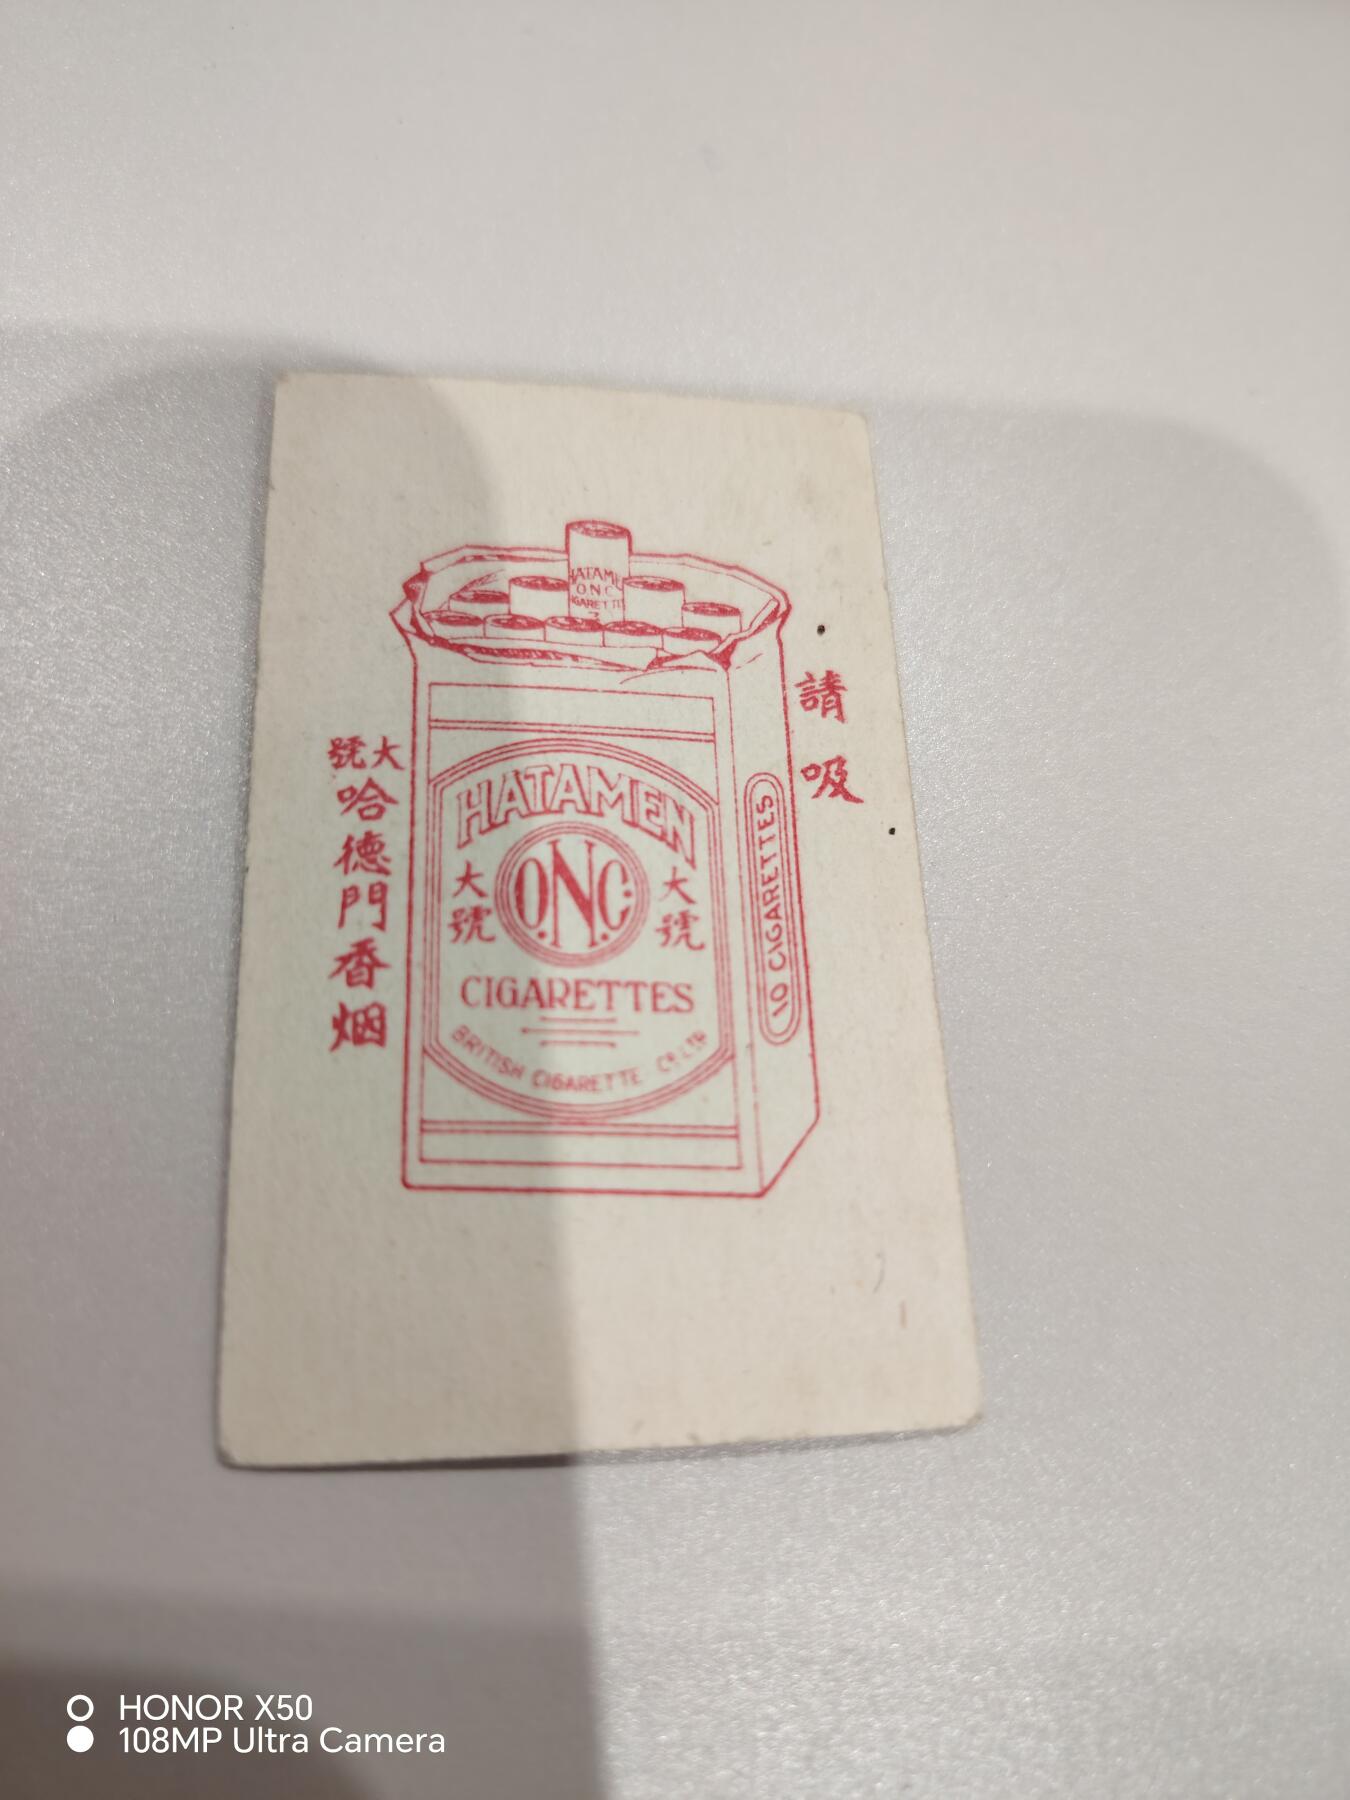 請吸
大號
哈德門香烟
HATAMEN
O.N.C.
CIGARETTES
HATAMEN
大號
O.N.C.
大號
CIGARETTES
BRITISH CIGARETTE CO. LTD
10 CIGARETTES
HONOR X50
108MP Ultra Camera